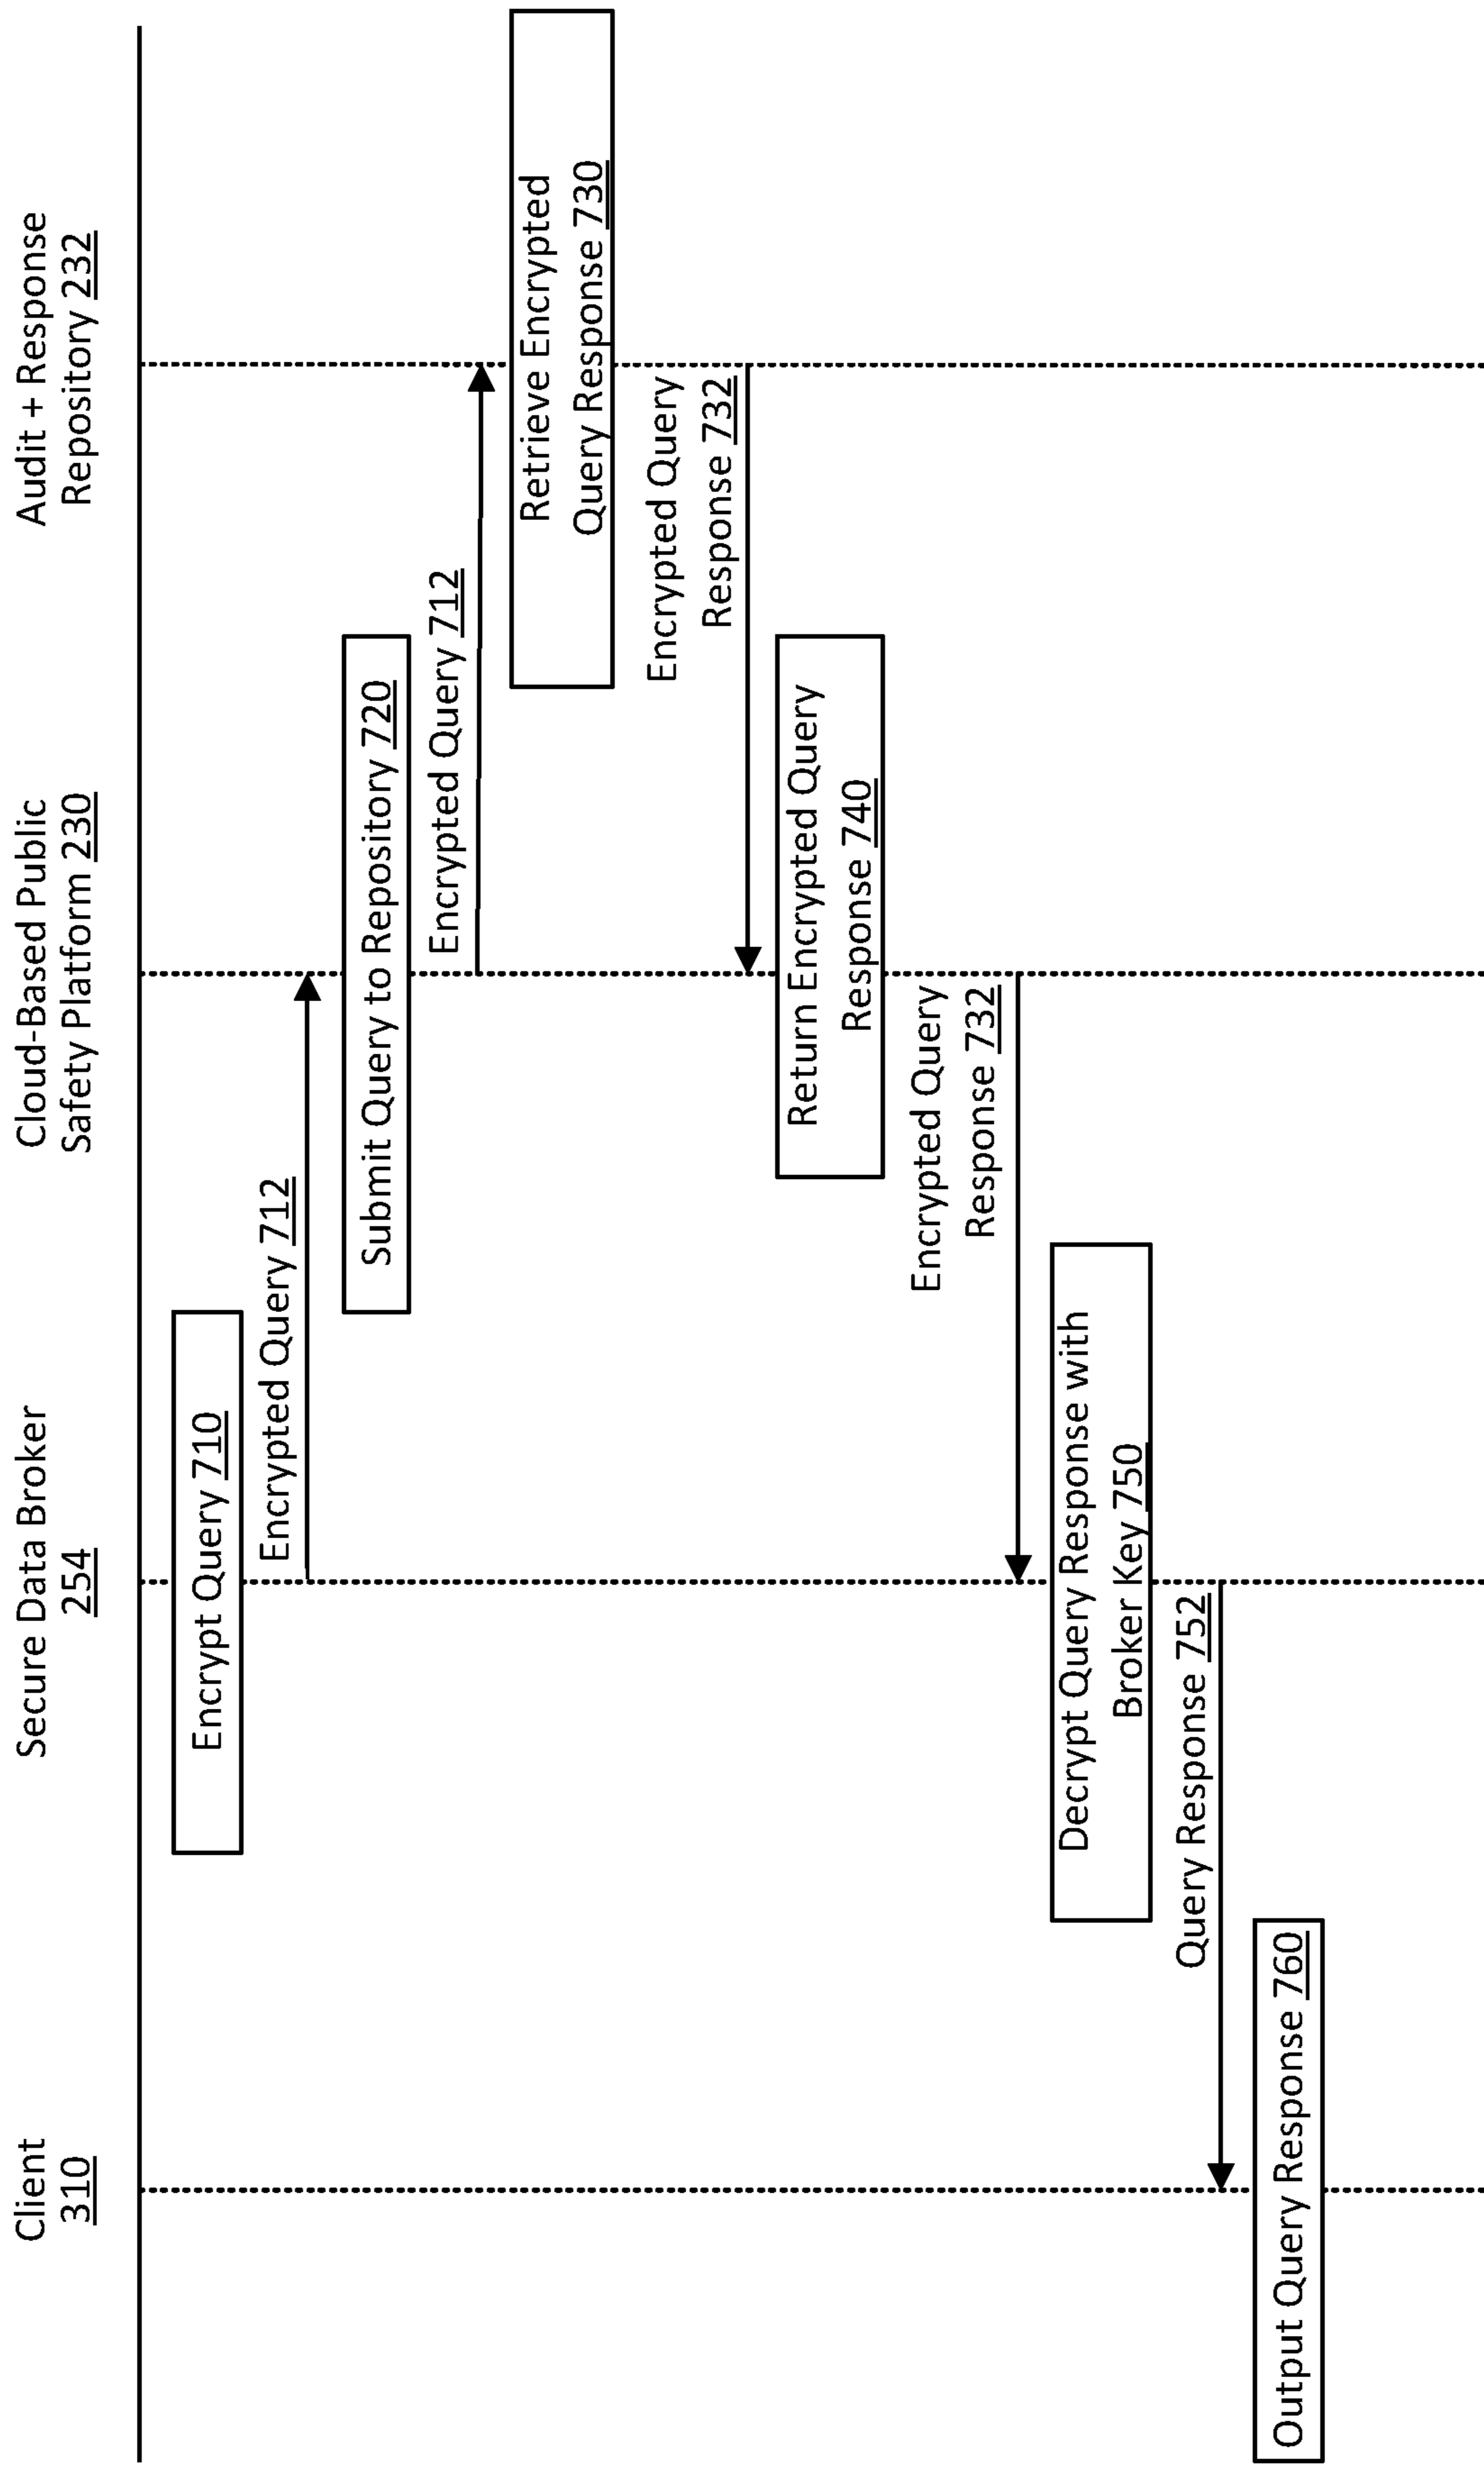 Client
310
Secure Data Broker
254
Cloud-Based Public
Safety Platform 230
Audit + Response
Repository 232
Encrypt Query 710
Encrypted Query 712
Submit Query to Repository 720
Encrypted Query 712
Retrieve Encrypted
Query Response 730
Encrypted Query
Response 732
Return Encrypted Query
Response 740
Encrypted Query
Response 732
Decrypt Query Response with
Broker Key 750
Query Response 752
Output Query Response 760